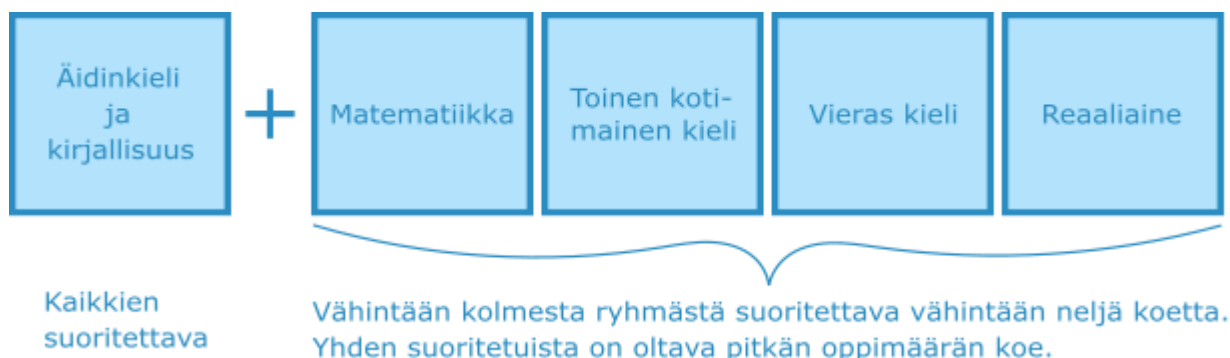 Äidinkieli
ja
kirjallisuus
+
Matematiikka
Toinen koti-
mainen kieli
Vieras kieli
Reaaliaine
Kaikkien
suoritettava
Vähintään kolmesta ryhmästä suoritettava vähintään neljä koetta.
Yhden suoritetuista on oltava pitkän oppimäärän koe.